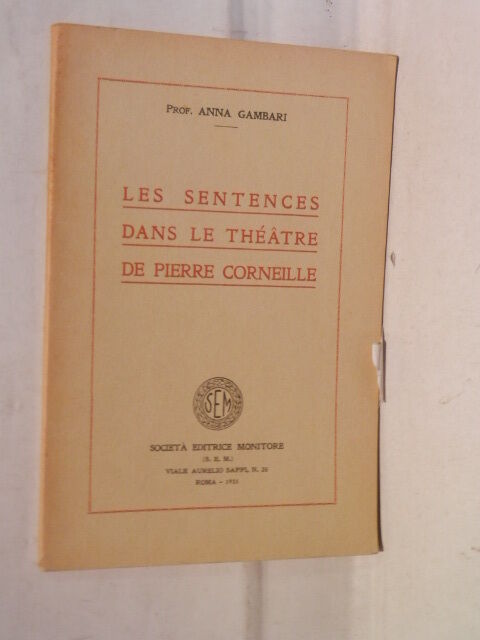 PROF. ANNA GAMBARI
LES SENTENCES
DANS LE THÉÂTRE
DE PIERRE CORNEILLE
SEM
SOCIETÀ EDITRICE MONITORE
(S. E. M.)
VIALE AURELIO SAFFI, N. 20
ROMA -